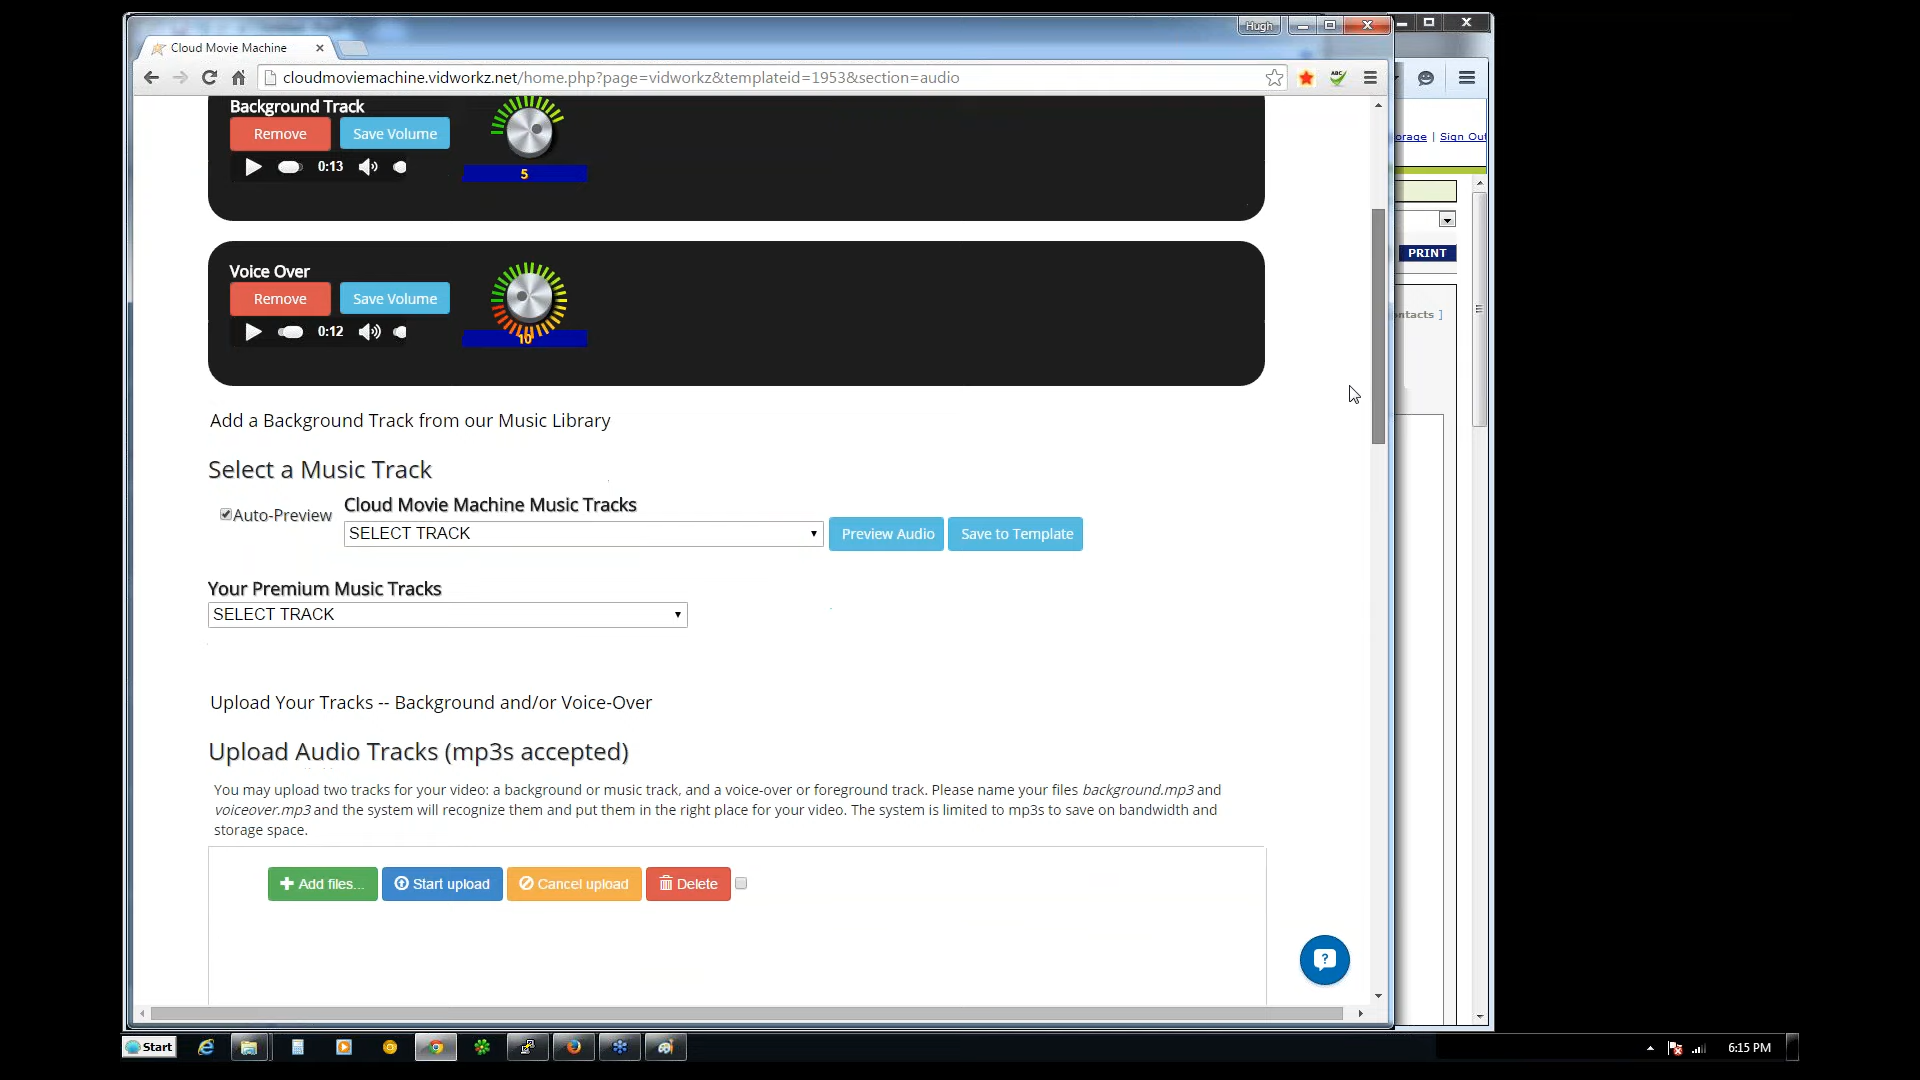 Hugh
Cloud Movie Machine
cloudmoviemachine.vidworkz.net/home.php?page=vidworkz&templateid=1953&section=audio
ABC
Background Track
Remove
Save Volume
0:13
5
orage | Sign Out
PRINT
ontacts ]
Voice Over
Remove
Save Volume
0:12
10
Add a Background Track from our Music Library
Select a Music Track
Auto-Preview
Cloud Movie Machine Music Tracks
SELECT TRACK
Preview Audio
Save to Template
Your Premium Music Tracks
SELECT TRACK
Upload Your Tracks -- Background and/or Voice-Over
Upload Audio Tracks (mp3s accepted)
You may upload two tracks for your video: a background or music track, and a voice-over or foreground track. Please name your files background.mp3 and
voiceover.mp3 and the system will recognize them and put them in the right place for your video. The system is limited to mp3s to save on bandwidth and
storage space.
Add files...
Start upload
Cancel upload
Delete
?
Start
6:15 PM